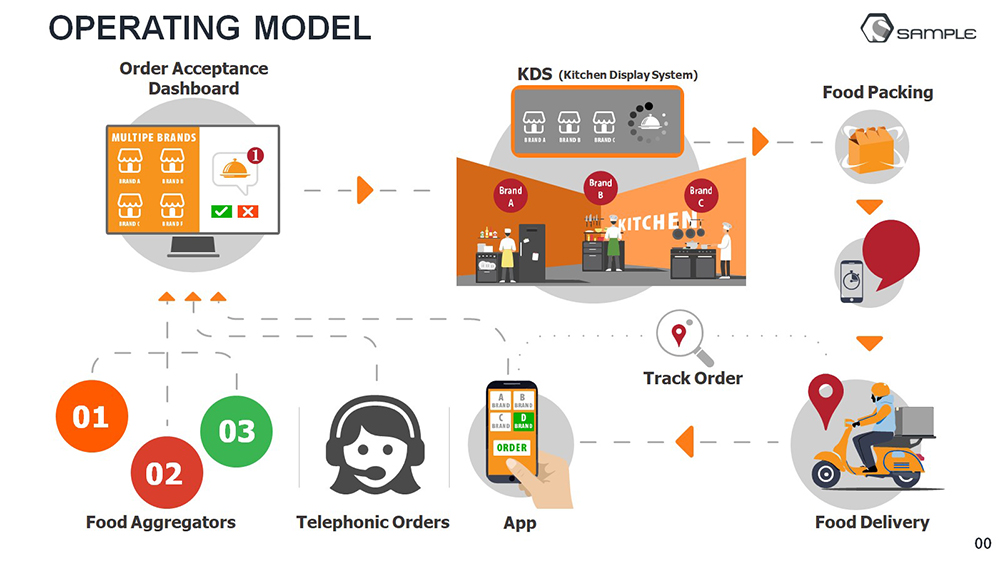 OPERATING MODEL
SAMPLE
Order Acceptance
Dashboard
MULTIPE BRANDS
BRAND A
BRAND B
BRAND C
BRAND F
1
KDS (Kitchen Display System)
BRAND A
BRAND B
BRAND C
Brand
A
Brand
B
Brand
C
KITCHEN
Food Packing
Track Order
01
02
03
Food Aggregators
Telephonic Orders
A
BRAND
B
BRAND
C
BRAND
D
BRAND
ORDER
App
Food Delivery
00